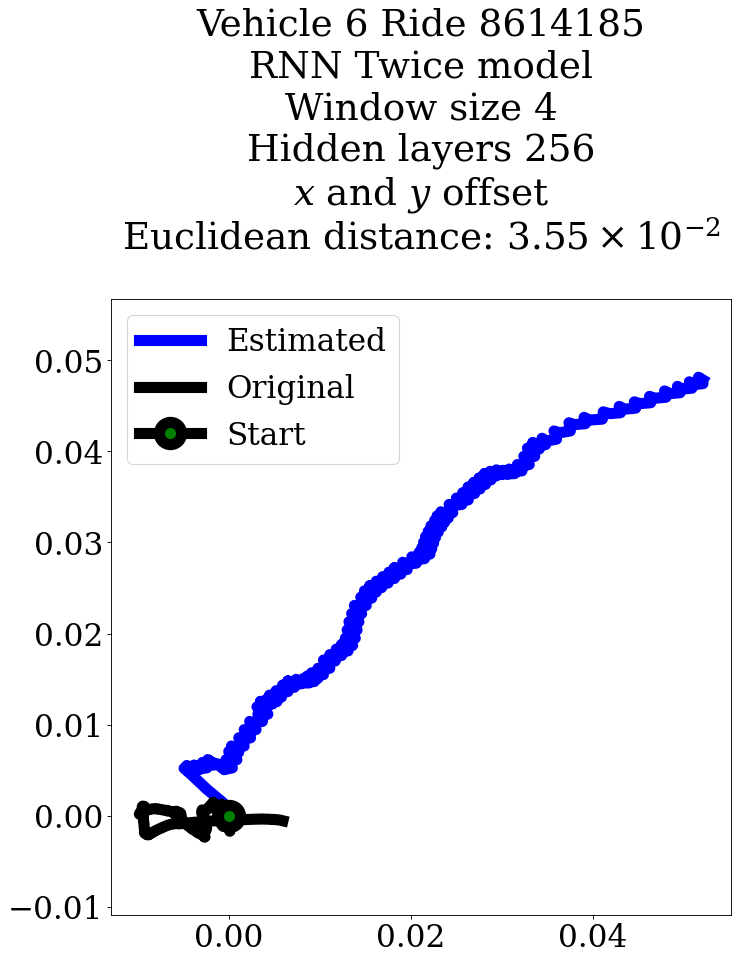 Vehicle 6 Ride 8614185
RNN Twice model
Window size 4
Hidden layers 256
x and y offset
Euclidean distance: 3.55 × 10⁻²
Estimated
Original
Start
0.05
0.04
0.03
0.02
0.01
0.00
−0.01
0.00 0.02 0.04